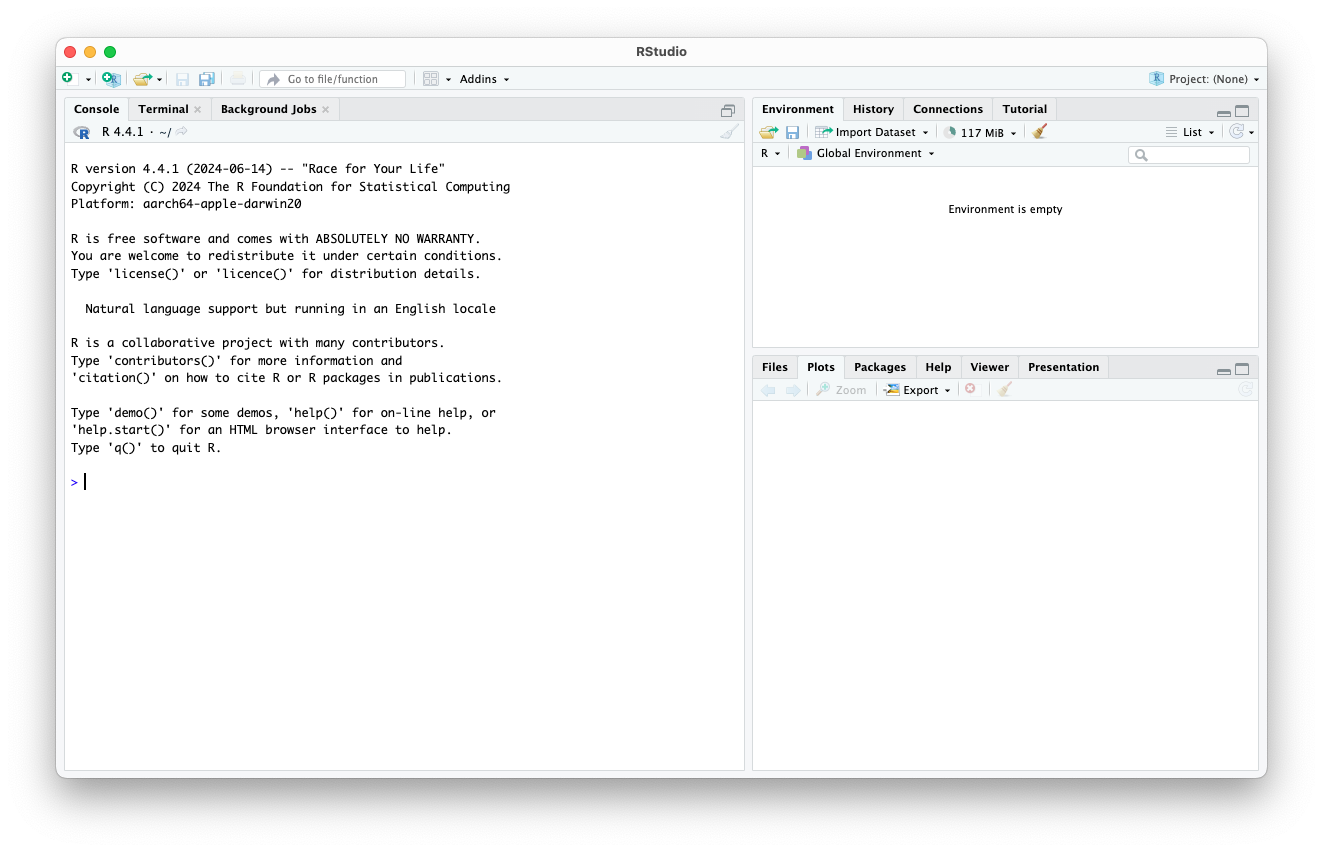 RStudio
Go to file/function
Addins
Project: (None)
Console Terminal Background Jobs
R 4.4.1 · ~/
R version 4.4.1 (2024-06-14) -- "Race for Your Life"
Copyright (C) 2024 The R Foundation for Statistical Computing
Platform: aarch64-apple-darwin20
R is free software and comes with ABSOLUTELY NO WARRANTY.
You are welcome to redistribute it under certain conditions.
Type 'license()' or 'licence()' for distribution details.
Natural language support but running in an English locale
R is a collaborative project with many contributors.
Type 'contributors()' for more information and
'citation()' on how to cite R or R packages in publications.
Type 'demo()' for some demos, 'help()' for on-line help, or
'help.start()' for an HTML browser interface to help.
Type 'q()' to quit R.
>
Environment History Connections Tutorial
Import Dataset 117 MiB List
R Global Environment
Environment is empty
Files Plots Packages Help Viewer Presentation
Zoom Export